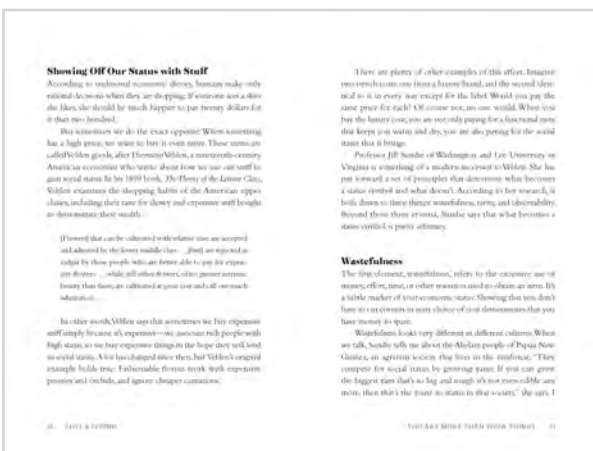 Showing Off Our Status with Stuff
According to traditional economic theory, humans make only
rational decisions when they are shopping. If someone sees a dress
she likes, she should be much happier to pay twenty dollars for
it than two hundred.
But sometimes we do the exact opposite. When something
has a high price, we want to buy it even more. These items are
called Veblen goods, after Thorstein Veblen, a nineteenth-century
American economist who wrote about how we use our stuff to
gain social status. In his 1899 book, The Theory of the Leisure Class,
Veblen examines the shopping habits of the American upper
classes, including their taste for showy and expensive stuff bought
to demonstrate their wealth.
[Flowers] that can be cultivated with relative ease are accepted
and admired by the lower middle class . . . [but] are rejected as
vulgar by those people who are better able to pay for expen-
sive flowers . . . while still other flowers, of no greater intrinsic
beauty than these, are cultivated at great cost and call out much
admiration . . .
In other words, Veblen says that sometimes we buy expensive
stuff simply because it's expensive—we associate rich people with
high status, so we buy expensive things in the hope they will lend
us social status. A lot has changed since then, but Veblen's original
example holds true. Fashionable florists work with expensive
peonies and orchids, and ignore cheaper carnations.
There are plenty of other examples of this effect. Imagine
two trench coats: one from a luxury brand, and the second iden-
tical to it in every way except for the label. Would you pay the
same price for each? Of course not, no one would. When you
buy the luxury coat, you are not only paying for a functional item
that keeps you warm and dry, you are also paying for the social
status that it brings.
Professor Jill Sundie of Washington and Lee University in
Virginia is something of a modern successor to Veblen. She has
put forward a set of principles that determine what becomes
a status symbol and what doesn't. According to her research, it
boils down to three things: wastefulness, rarity, and observability.
Beyond those three criteria, Sundie says that what becomes a
status symbol is pretty arbitrary.
Wastefulness
The first element, wastefulness, refers to the excessive use of
money, effort, time, or other resources used to obtain an item. It's
a subtle marker of your economic status. Showing that you don't
have to cut corners in your choice of coat demonstrates that you
have money to spare.
Wastefulness looks very different in different cultures. When
we talk, Sundie tells me about the Abelam people of Papua New
Guinea, an agrarian society that lives in the rainforest. "They
compete for social status by growing yams. If you can grow
the biggest yam that's so big and tough it's not even edible any
more, then that's the route to status in that society," she says. I
YOU ARE MORE THAN YOUR THINGS